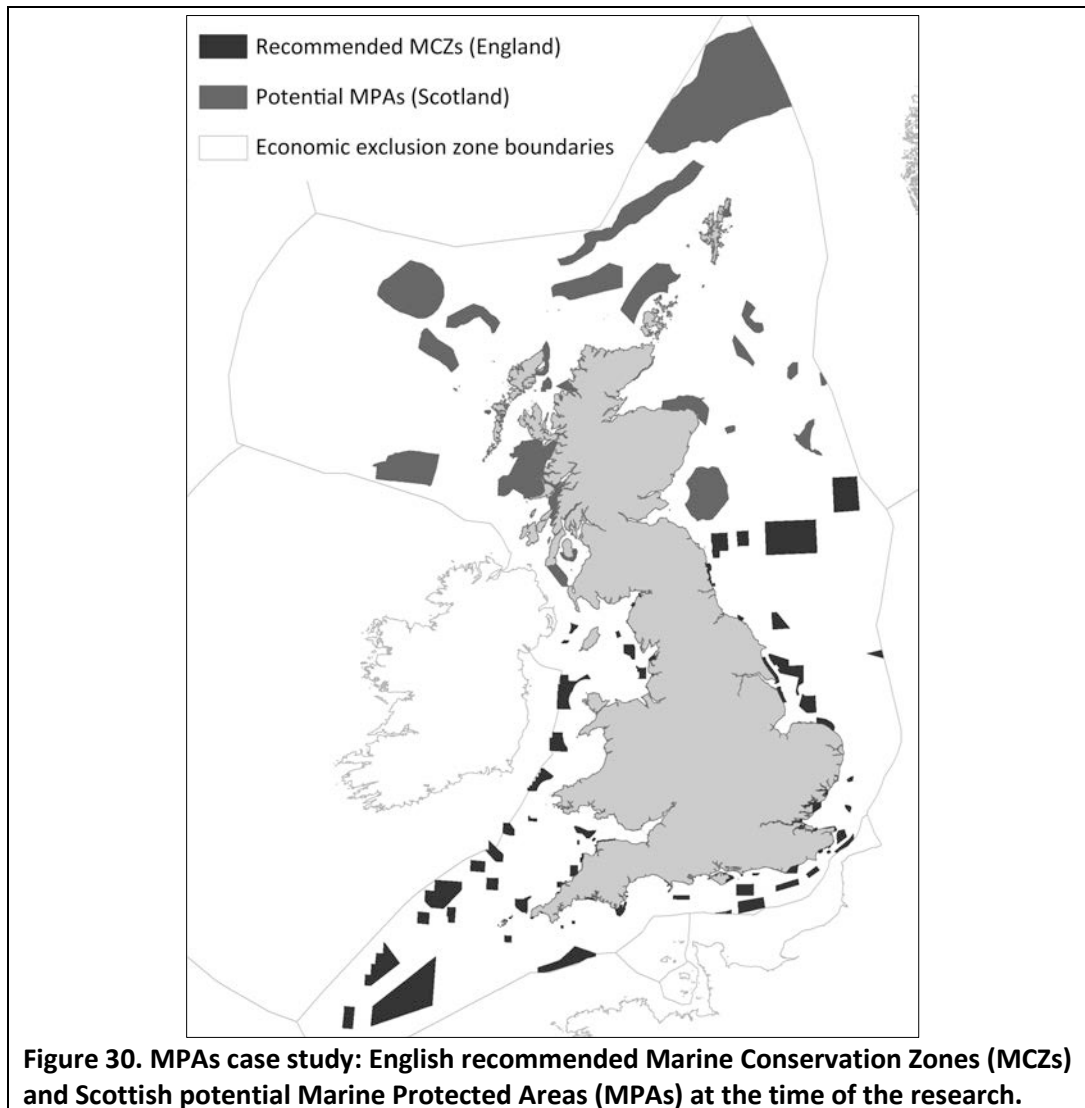 Recommended MCZs (England)
Potential MPAs (Scotland)
Economic exclusion zone boundaries
Figure 30. MPAs case study: English recommended Marine Conservation Zones (MCZs)
and Scottish potential Marine Protected Areas (MPAs) at the time of the research.